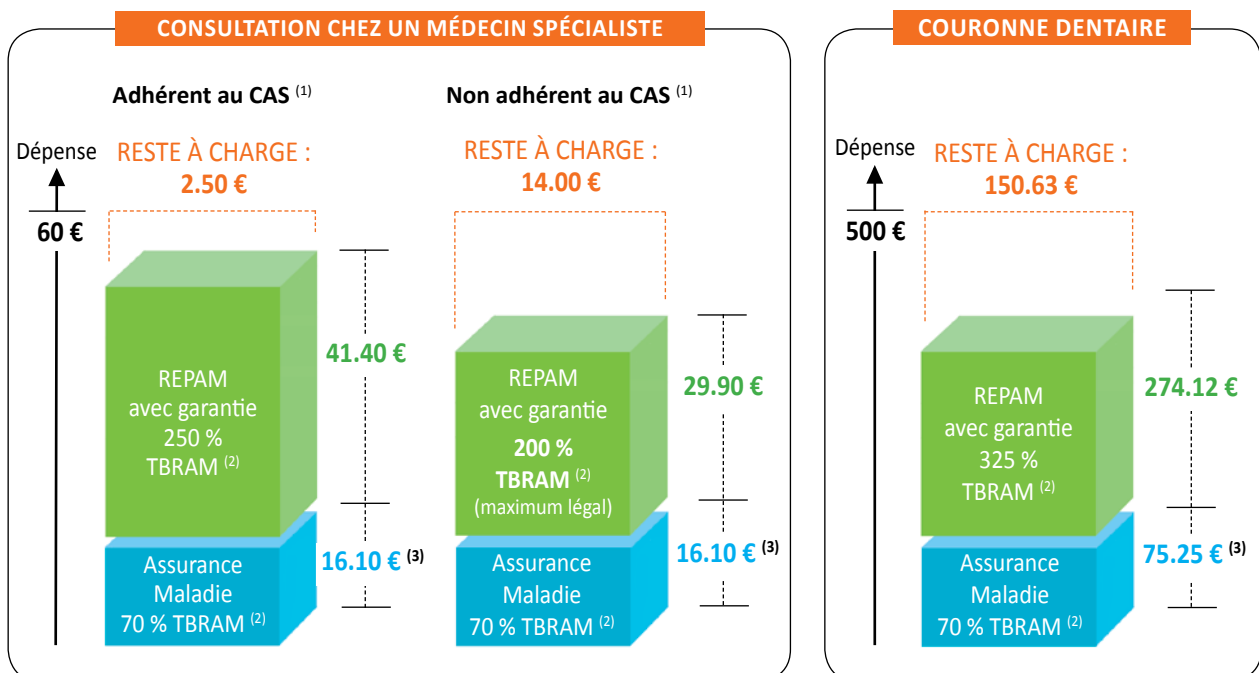 CONSULTATION CHEZ UN MÉDECIN SPÉCIALISTE
Adhérent au CAS (1)
Non adhérent au CAS (1)
Dépense
60 €
RESTE À CHARGE :
2.50 €
RESTE À CHARGE :
14.00 €
REPAM
avec garantie
250 %
TBRAM (2)
41.40 €
Assurance
Maladie
70 % TBRAM (2)
16.10 € (3)
REPAM
avec garantie
200 %
TBRAM (2)
(maximum légal)
29.90 €
Assurance
Maladie
70 % TBRAM (2)
16.10 € (3)
COURONNE DENTAIRE
Dépense
500 €
RESTE À CHARGE :
150.63 €
REPAM
avec garantie
325 %
TBRAM (2)
274.12 €
Assurance
Maladie
70 % TBRAM (2)
75.25 € (3)